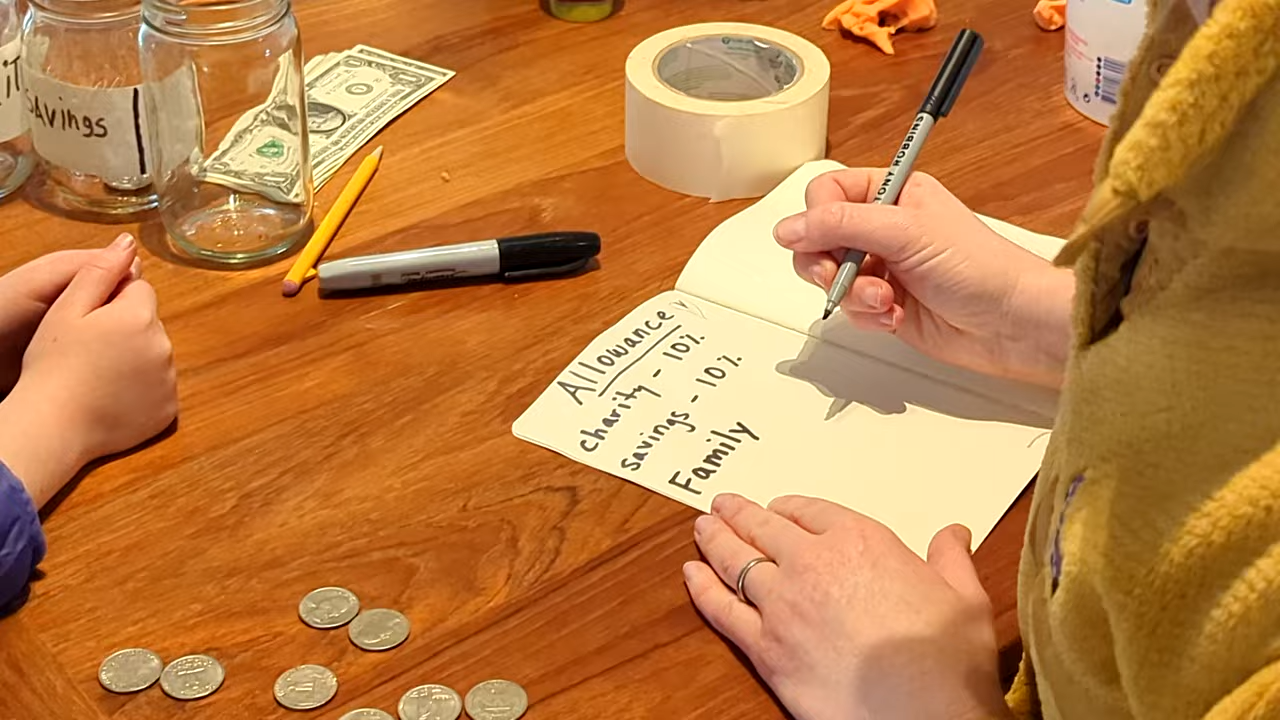 savings
TONY ROBBINS
Allowance
charity - 10%
savings - 10%
Family